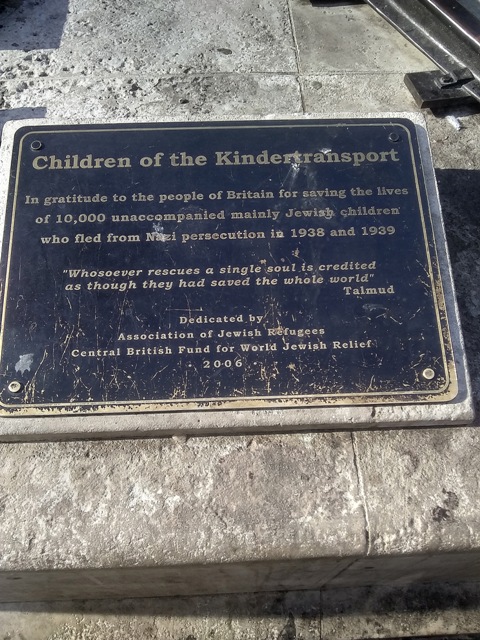 Children of the Kindertransport
In gratitude to the people of Britain for saving the lives
of 10,000 unaccompanied mainly Jewish children
who fled from Nazi persecution in 1938 and 1939
"Whosoever rescues a single soul is credited
as though they had saved the whole world"
Talmud
Dedicated by
Association of Jewish Refugees
Central British Fund for World Jewish Relief
2006